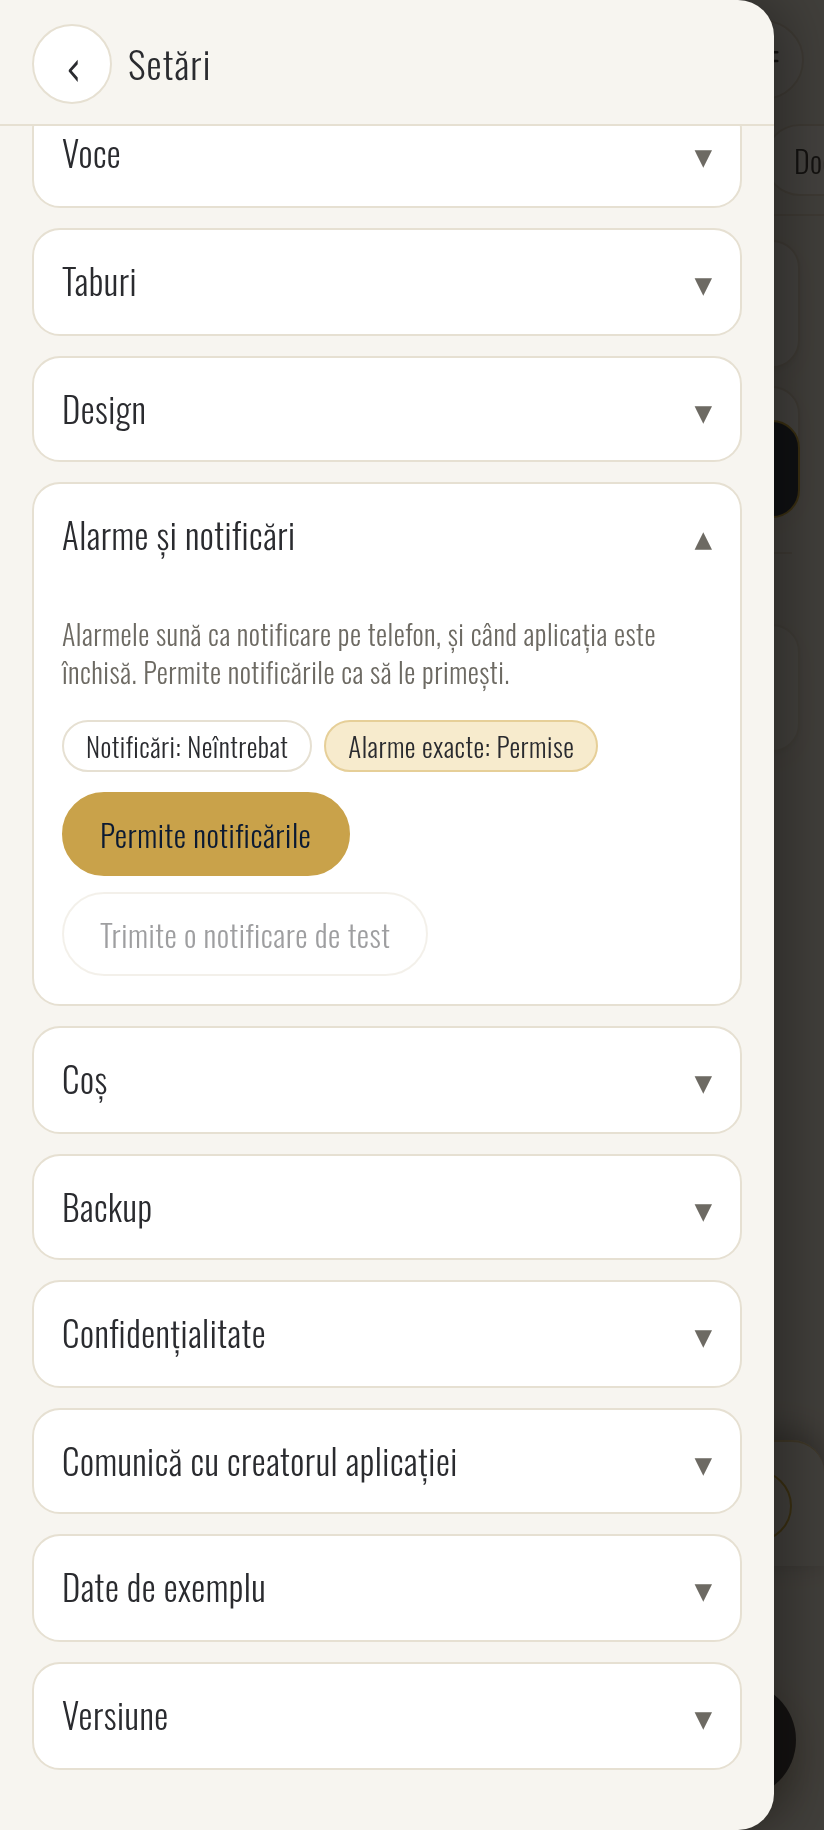 Setări
Voce
Taburi
Design
Alarme și notificări
Alarmele sună ca notificare pe telefon, și când aplicația este
închisă. Permite notificările ca să le primești.
Notificări: Neîntrebat
Alarme exacte: Permise
Permite notificările
Trimite o notificare de test
Coș
Backup
Confidențialitate
Comunică cu creatorul aplicației
Date de exemplu
Versiune
Do